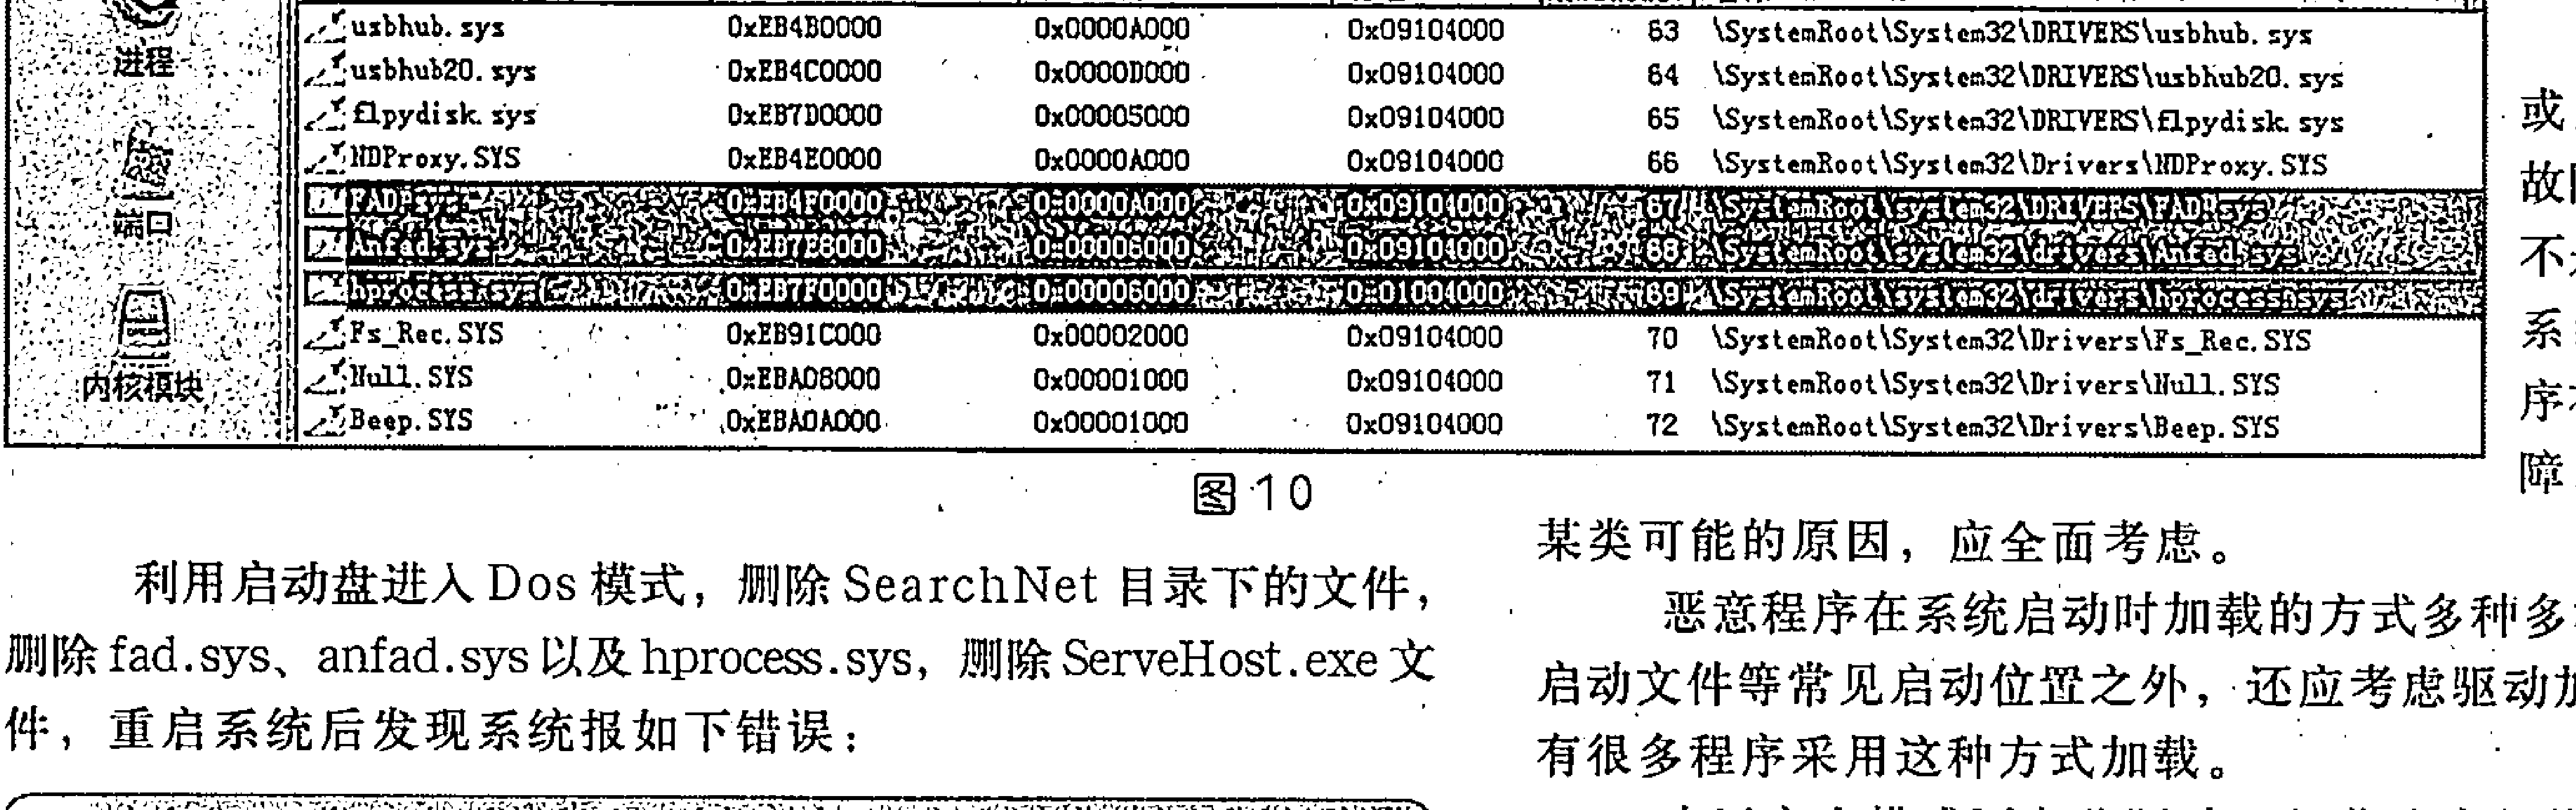 进程
端口
内核模块
usbhub.sys 0xEB4B0000 0x0000A000 0x09104000 63 \SystemRoot\System32\DRIVERS\usbhub.sys
usbhub20.sys 0xEB4C0000 0x0000D000 0x09104000 64 \SystemRoot\System32\DRIVERS\usbhub20.sys
flpydisk.sys 0xEB7D0000 0x00005000 0x09104000 65 \SystemRoot\System32\DRIVERS\flpydisk.sys
NDProxy.SYS 0xEB4E0000 0x0000A000 0x09104000 66 \SystemRoot\System32\Drivers\NDProxy.SYS
FAD.sys 0xEB4F0000 0x0000A000 0x09104000 67 \SystemRoot\system32\DRIVERS\FAD.sys
Anfad.sys 0xEB7E8000 0x00006000 0x09104000 68 \SystemRoot\system32\drivers\Anfad.sys
hprocess.sys 0xEB7F0000 0x00006000 0x01004000 69 \SystemRoot\system32\drivers\hprocess.sys
Fs_Rec.SYS 0xEB91C000 0x00002000 0x09104000 70 \SystemRoot\System32\Drivers\Fs_Rec.SYS
Null.SYS 0xEBA08000 0x00001000 0x09104000 71 \SystemRoot\System32\Drivers\Null.SYS
Beep.SYS 0xEBA0A000 0x00001000 0x09104000 72 \SystemRoot\System32\Drivers\Beep.SYS
图10
利用启动盘进入Dos模式，删除SearchNet目录下的文件，
删除fad.sys、anfad.sys以及hprocess.sys，删除ServeHost.exe文
件，重启系统后发现系统报如下错误：
或
故
不
系
序
障
某类可能的原因，应全面考虑。
恶意程序在系统启动时加载的方式多种多
启动文件等常见启动位置之外，还应考虑驱动加
有很多程序采用这种方式加载。